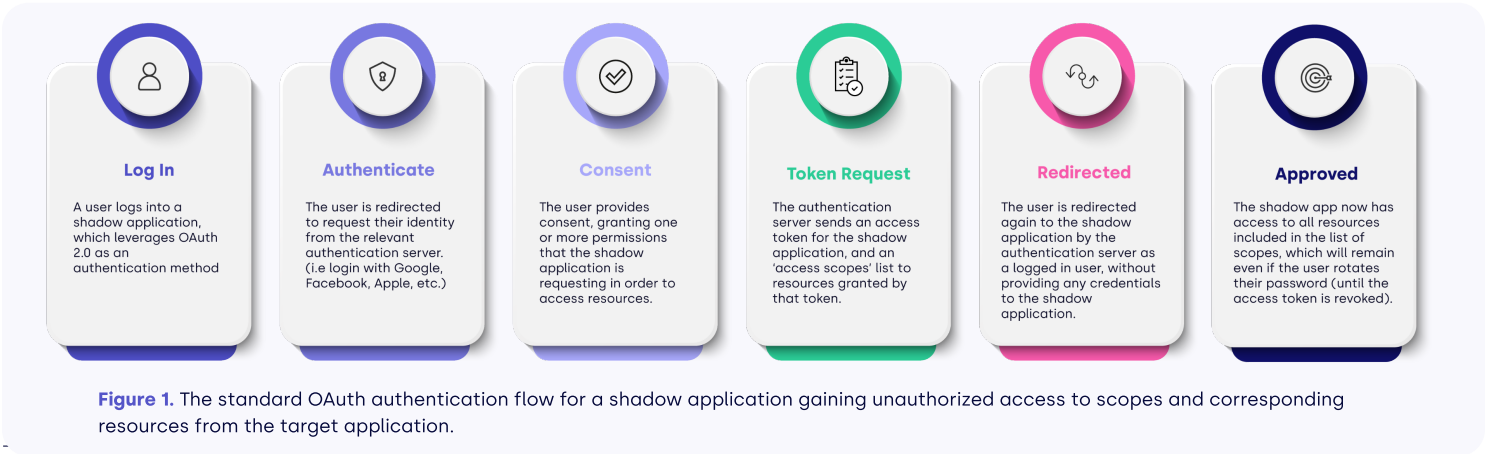 Log In
A user logs into a
shadow application,
which leverages OAuth
2.0 as an
authentication method
Authenticate
The user is redirected
to request their identity
from the relevant
authentication server.
(i.e login with Google,
Facebook, Apple, etc.)
Consent
The user provides
consent, granting one
or more permissions
that the shadow
application is
requesting in order to
access resources.
Token Request
The authentication
server sends an access
token for the shadow
application, and an
‘access scopes’ list to
resources granted by
that token.
Redirected
The user is redirected
again to the shadow
application by the
authentication server as
a logged in user, without
providing any credentials
to the shadow
application.
Approved
The shadow app now has
access to all resources
included in the list of
scopes, which will remain
even if the user rotates
their password (until the
access token is revoked).
Figure 1. The standard OAuth authentication flow for a shadow application gaining unauthorized access to scopes and corresponding
resources from the target application.
-